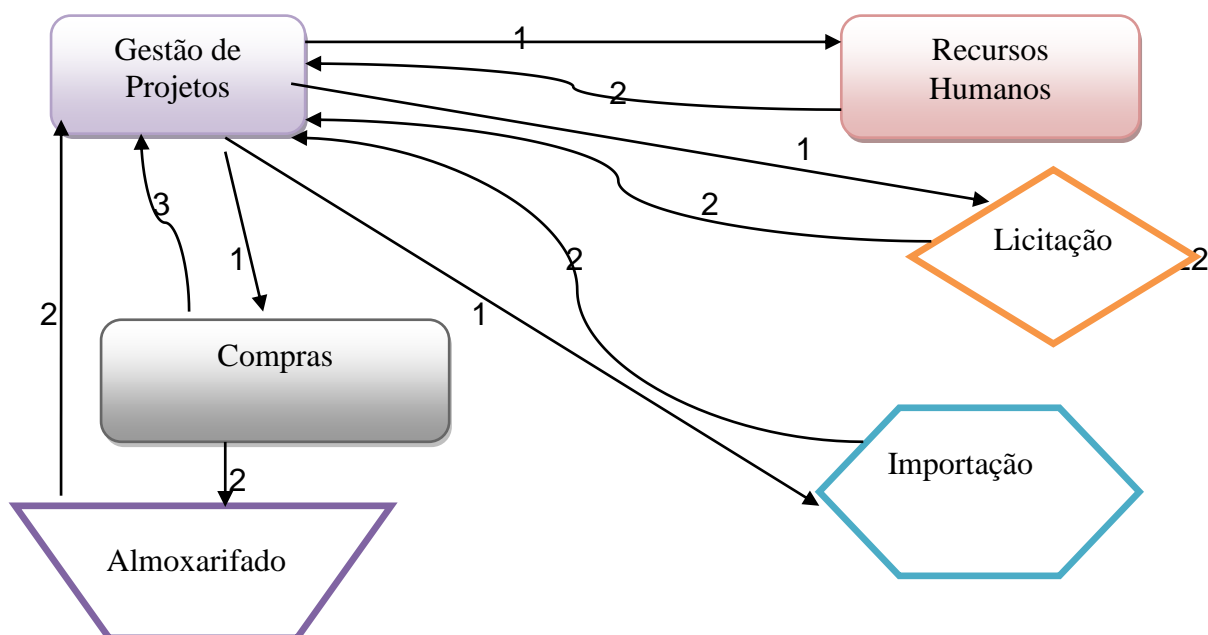 1
Gestão de
Projetos
Recursos
Humanos
2
1
3
2
Licitação
1
2
2
2
1
Compras
Importação
2
Almoxarifado